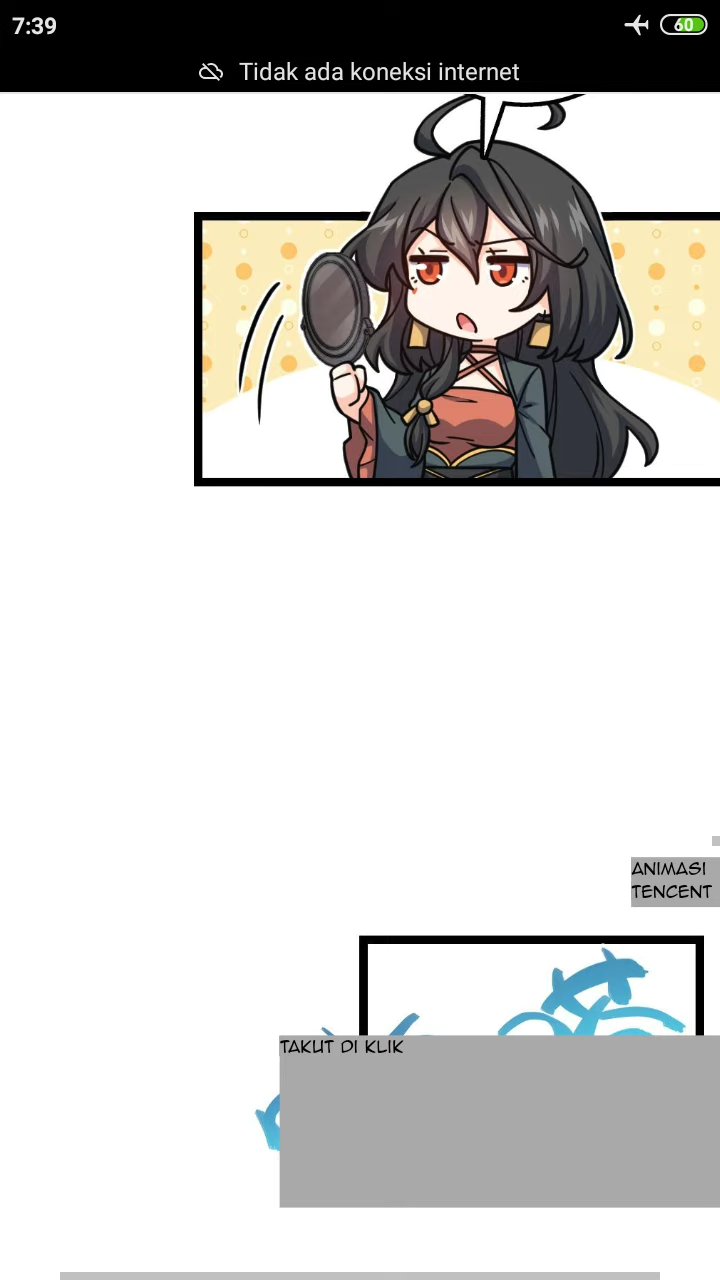 7:39
60
Tidak ada koneksi internet
ANIMASI
TENCENT
TAKUT DI KLIK